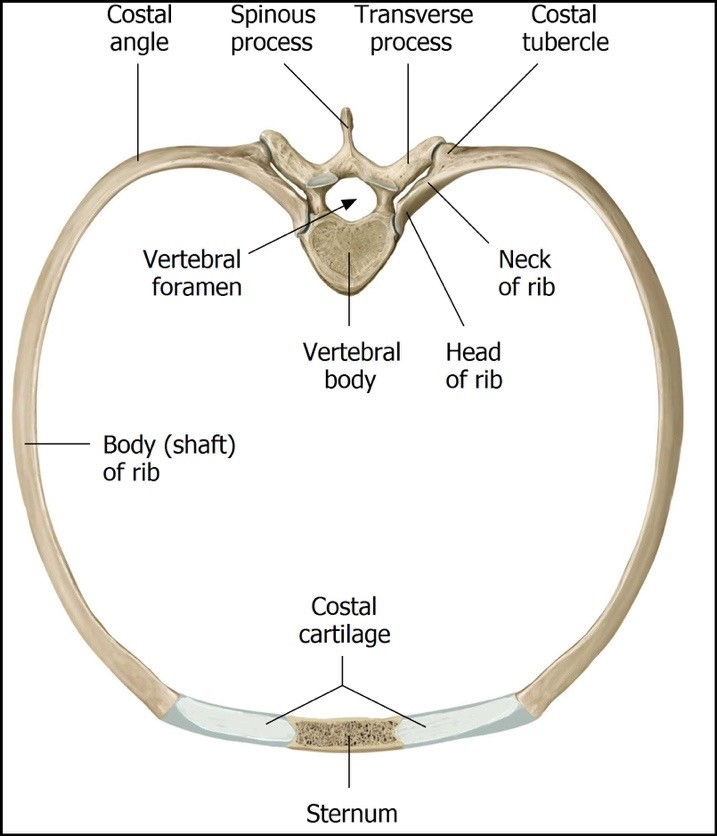 Costal
angle
Spinous
process
Transverse
process
Costal
tubercle
Vertebral
foramen
Neck
of rib
Vertebral
body
Head
of rib
Body (shaft)
of rib
Costal
cartilage
Sternum